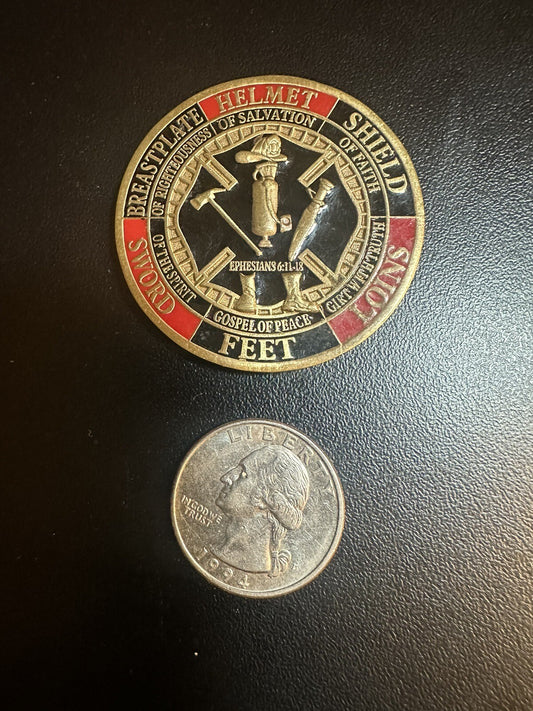 HELMET
OF SALVATION
SHIELD
OF FAITH
LOINS
GIRT WITH TRUTH
FEET
GOSPEL OF PEACE
SWORD
OF THE SPIRIT
BREASTPLATE
OF RIGHTEOUSNESS
EPHESIANS 6:11-18
LIBERTY
IN GOD WE
TRUST
1994